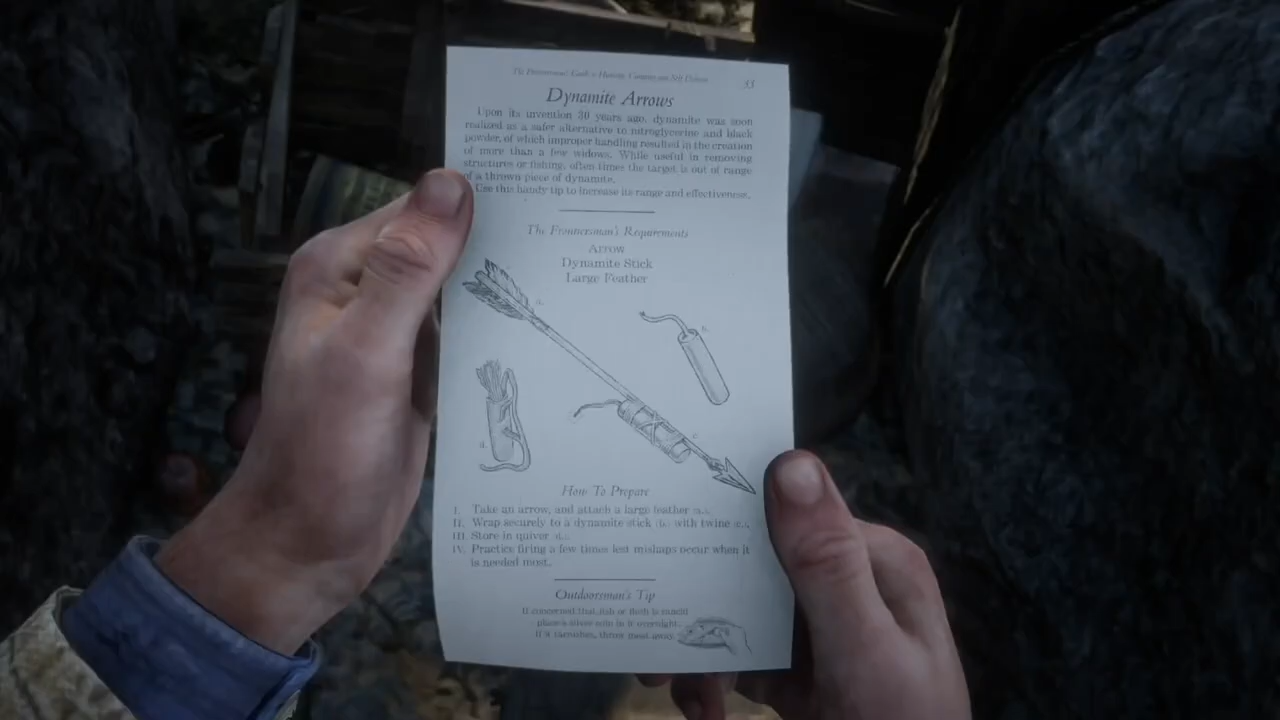 The Frontiersman's Guide to Hunting, Camping and Self Defense
33
Dynamite Arrows
Upon its invention 30 years ago, dynamite was soon
realized as a safer alternative to nitroglycerine and black
powder, of which improper handling resulted in the creation
of more than a few widows. While useful in removing
structures or fishing, often times the target is out of range
of a thrown piece of dynamite.
Use this handy tip to increase its range and effectiveness.
The Frontiersman's Requirements
Arrow
Dynamite Stick
Large Feather
a.
b.
c.
d.
How To Prepare
I. Take an arrow, and attach a large feather (a.).
II. Wrap securely to a dynamite stick (b.) with twine (c.).
III. Store in quiver (d.).
IV. Practice firing a few times lest mishaps occur when it
is needed most.
Outdoorsman's Tip
If concerned that fish or flesh is rancid
place a silver coin in it overnight.
If it tarnishes, throw meat away.